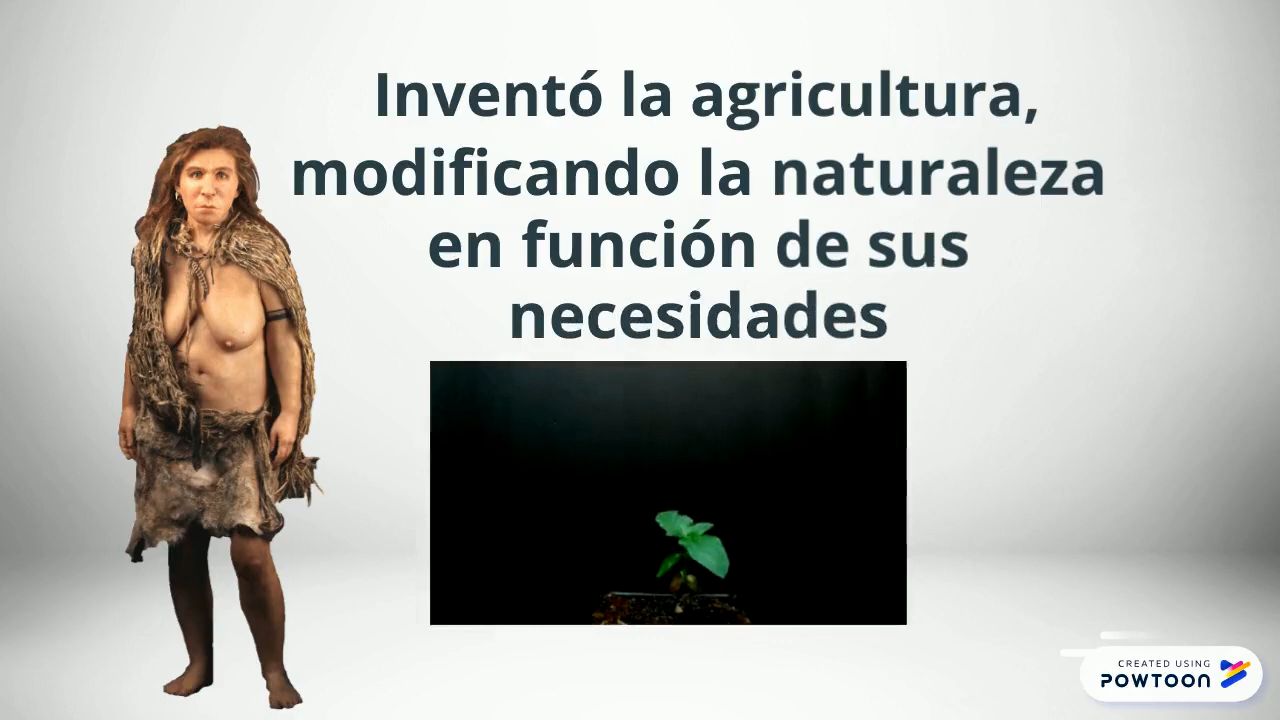 Inventó la agricultura,
modificando la naturaleza
en función de sus
necesidades
CREATED USING
POWTOON